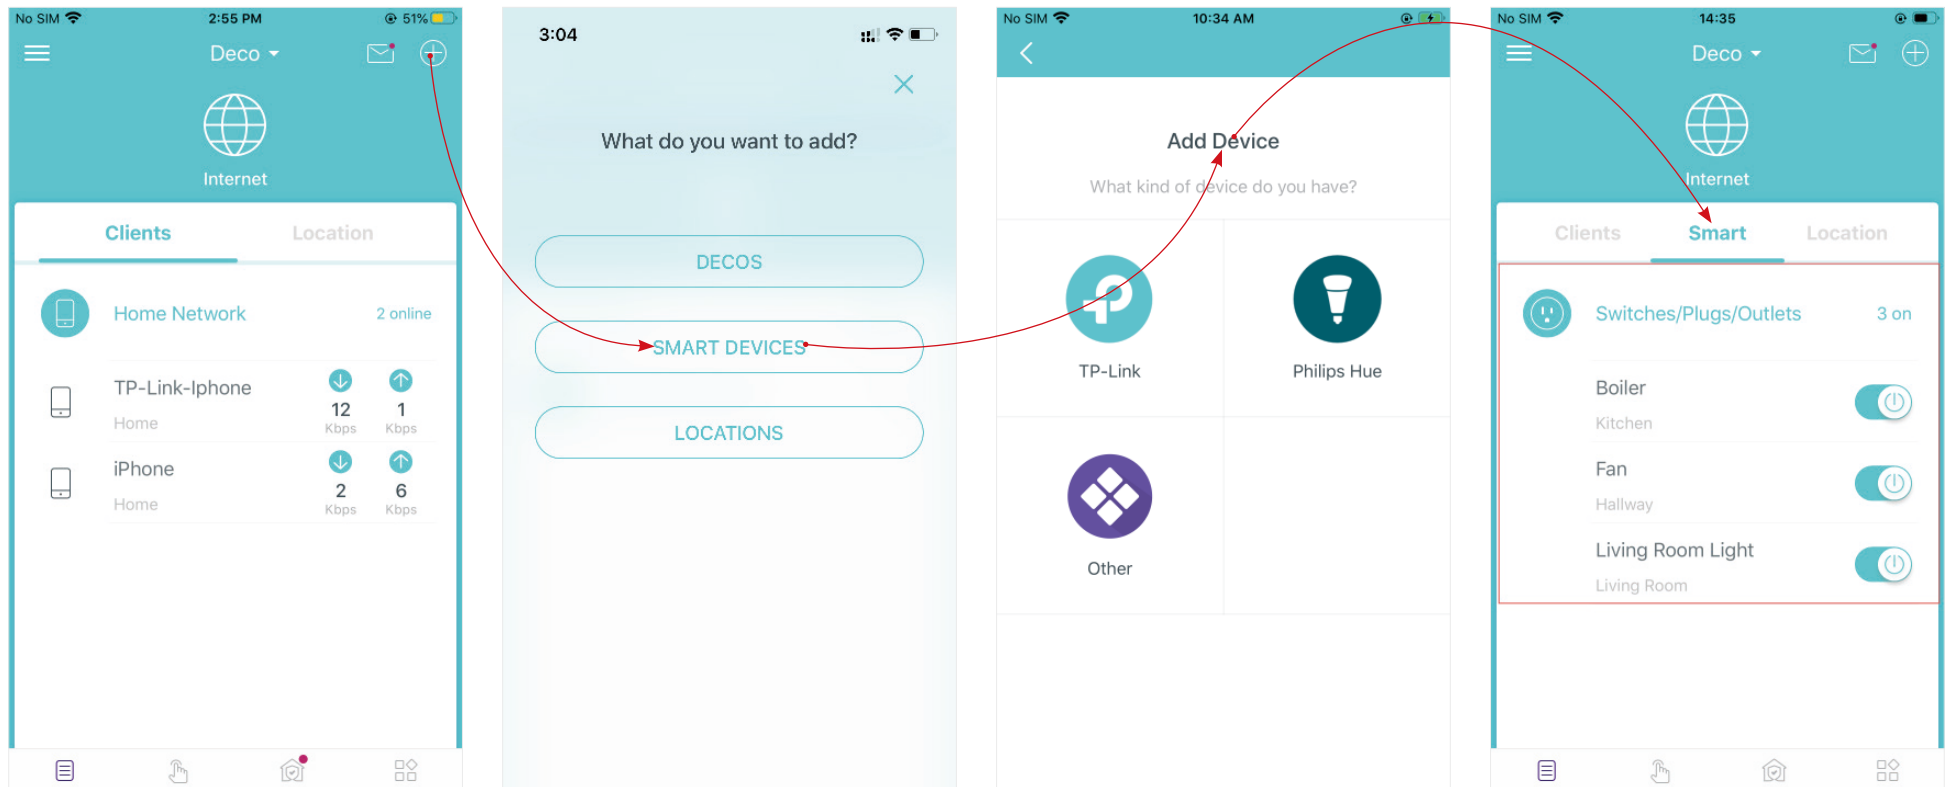 No SIM 2:55 PM 51%
Deco
Internet
Clients Location
Home Network 2 online
TP-Link-Iphone
Home
12 1
Kbps Kbps
iPhone
Home
2 6
Kbps Kbps
3:04
What do you want to add?
DECOS
SMART DEVICES
LOCATIONS
No SIM 10:34 AM
Add Device
What kind of device do you have?
TP-Link Philips Hue
Other
No SIM 14:35
Deco
Internet
Clients Smart Location
Switches/Plugs/Outlets 3 on
Boiler
Kitchen
Fan
Hallway
Living Room Light
Living Room